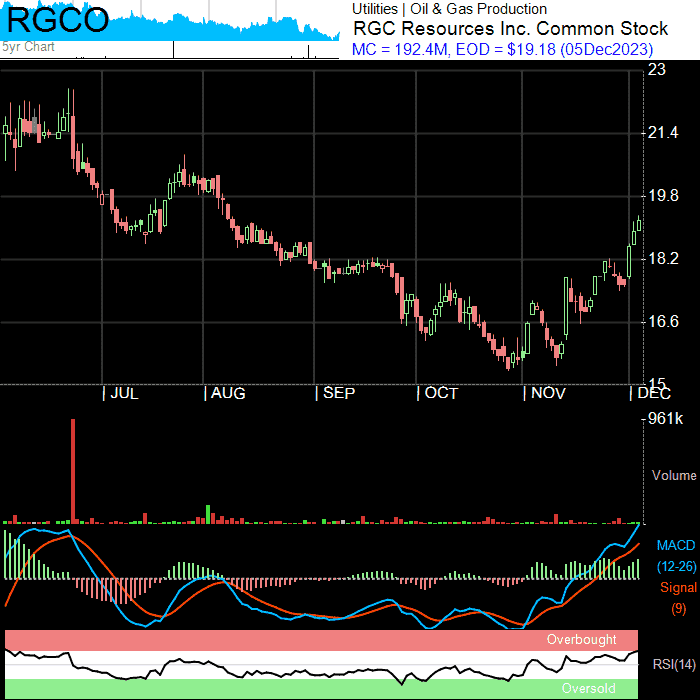 RGCO
5yr Chart
Utilities | Oil & Gas Production
RGC Resources Inc. Common Stock
MC = 192.4M, EOD = $19.18 (05Dec2023)
23
21.4
19.8
18.2
16.6
15
| JUL | AUG | SEP | OCT | NOV | DEC
961k
Volume
MACD
(12-26)
Signal
(9)
Overbought
RSI(14)
Oversold